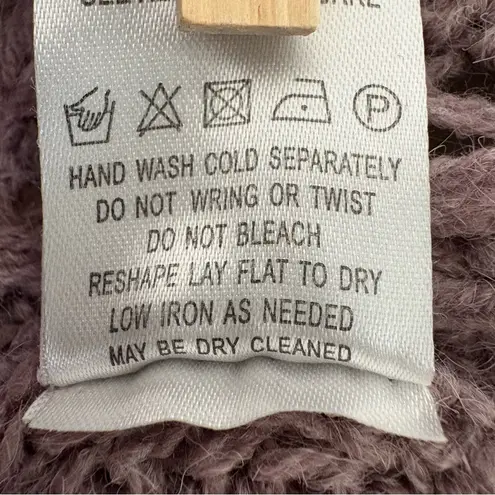 P
HAND WASH COLD SEPARATELY
DO NOT WRING OR TWIST
DO NOT BLEACH
RESHAPE LAY FLAT TO DRY
LOW IRON AS NEEDED
MAY BE DRY CLEANED